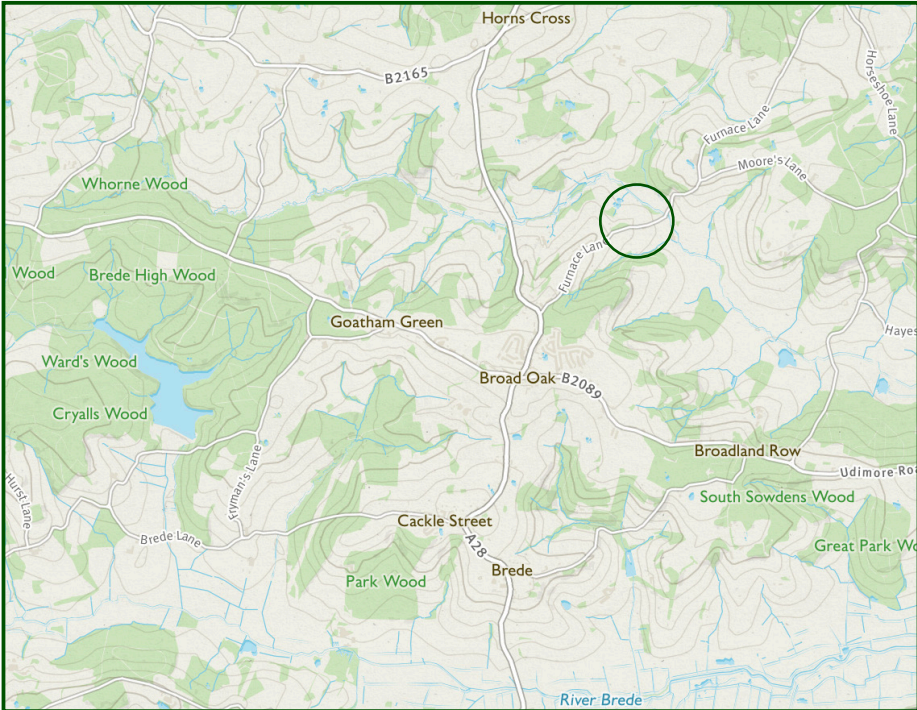 Horns Cross
B2165
Horseshoe Lane
Furnace Lane
Moore's Lane
Whorne Wood
Furnace Lan
Wood
Brede High Wood
Goatham Green
Hayes
Ward's Wood
Broad Oak
B2089
Cryalls Wood
Broadland Row
Udimore Ro
Hurst Lane
Fryman's Lane
South Sowdens Wood
Cackle Street
Brede Lane
A28
Great Park Wo
Brede
Park Wood
River Brede